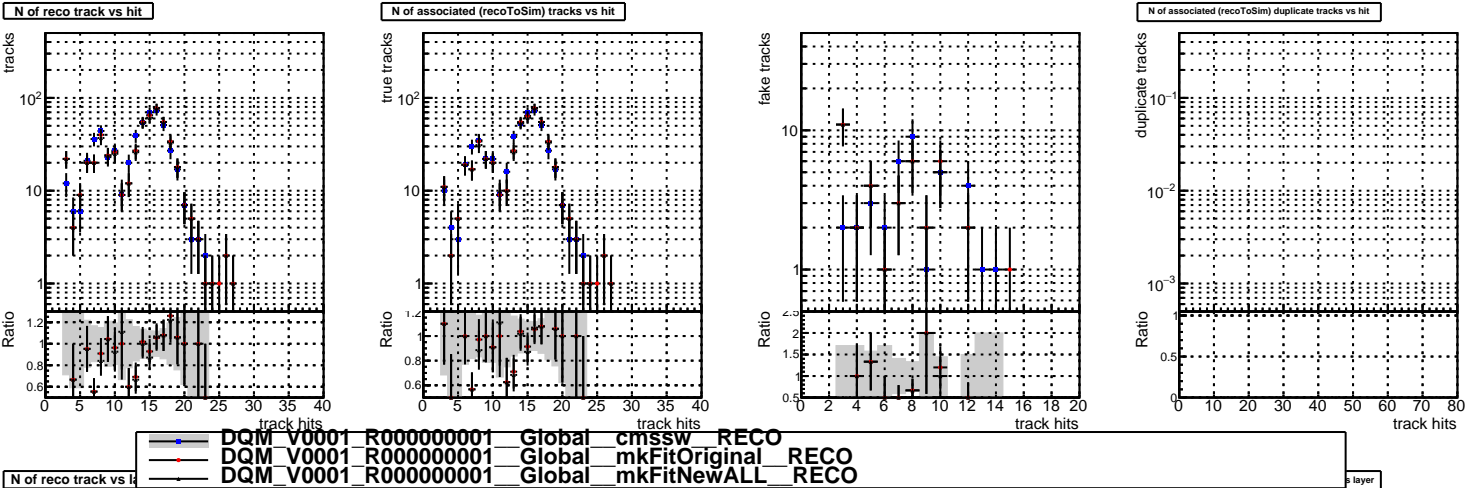 N of reco track vs hit
N of associated (recoToSim) tracks vs hit
N of associated (recoToSim) duplicate tracks vs hit
tracks
10²
10
1
Ratio
1.2
1
0.8
0.6
0 5 10 15 20 25 30 35 40
track hits
true tracks
10²
10
1
Ratio
1.2
1
0.8
0.6
0 5 10 15 20 25 30 35 40
track hits
fake tracks
10
1
Ratio
2.5
2
1.5
1
0.5
0 2 4 6 8 10 12 14 16 18 20
track hits
duplicate tracks
10⁻¹
10⁻²
10⁻³
Ratio
1
0.5
0
0 10 20 30 40 50 60 70 80
track hits
DQM_V0001_R000000001__Global__cmssw__RECO
DQM_V0001_R000000001__Global__mkFitOriginal__RECO
DQM_V0001_R000000001__Global__mkFitNewALL__RECO
N of reco track vs la
s layer